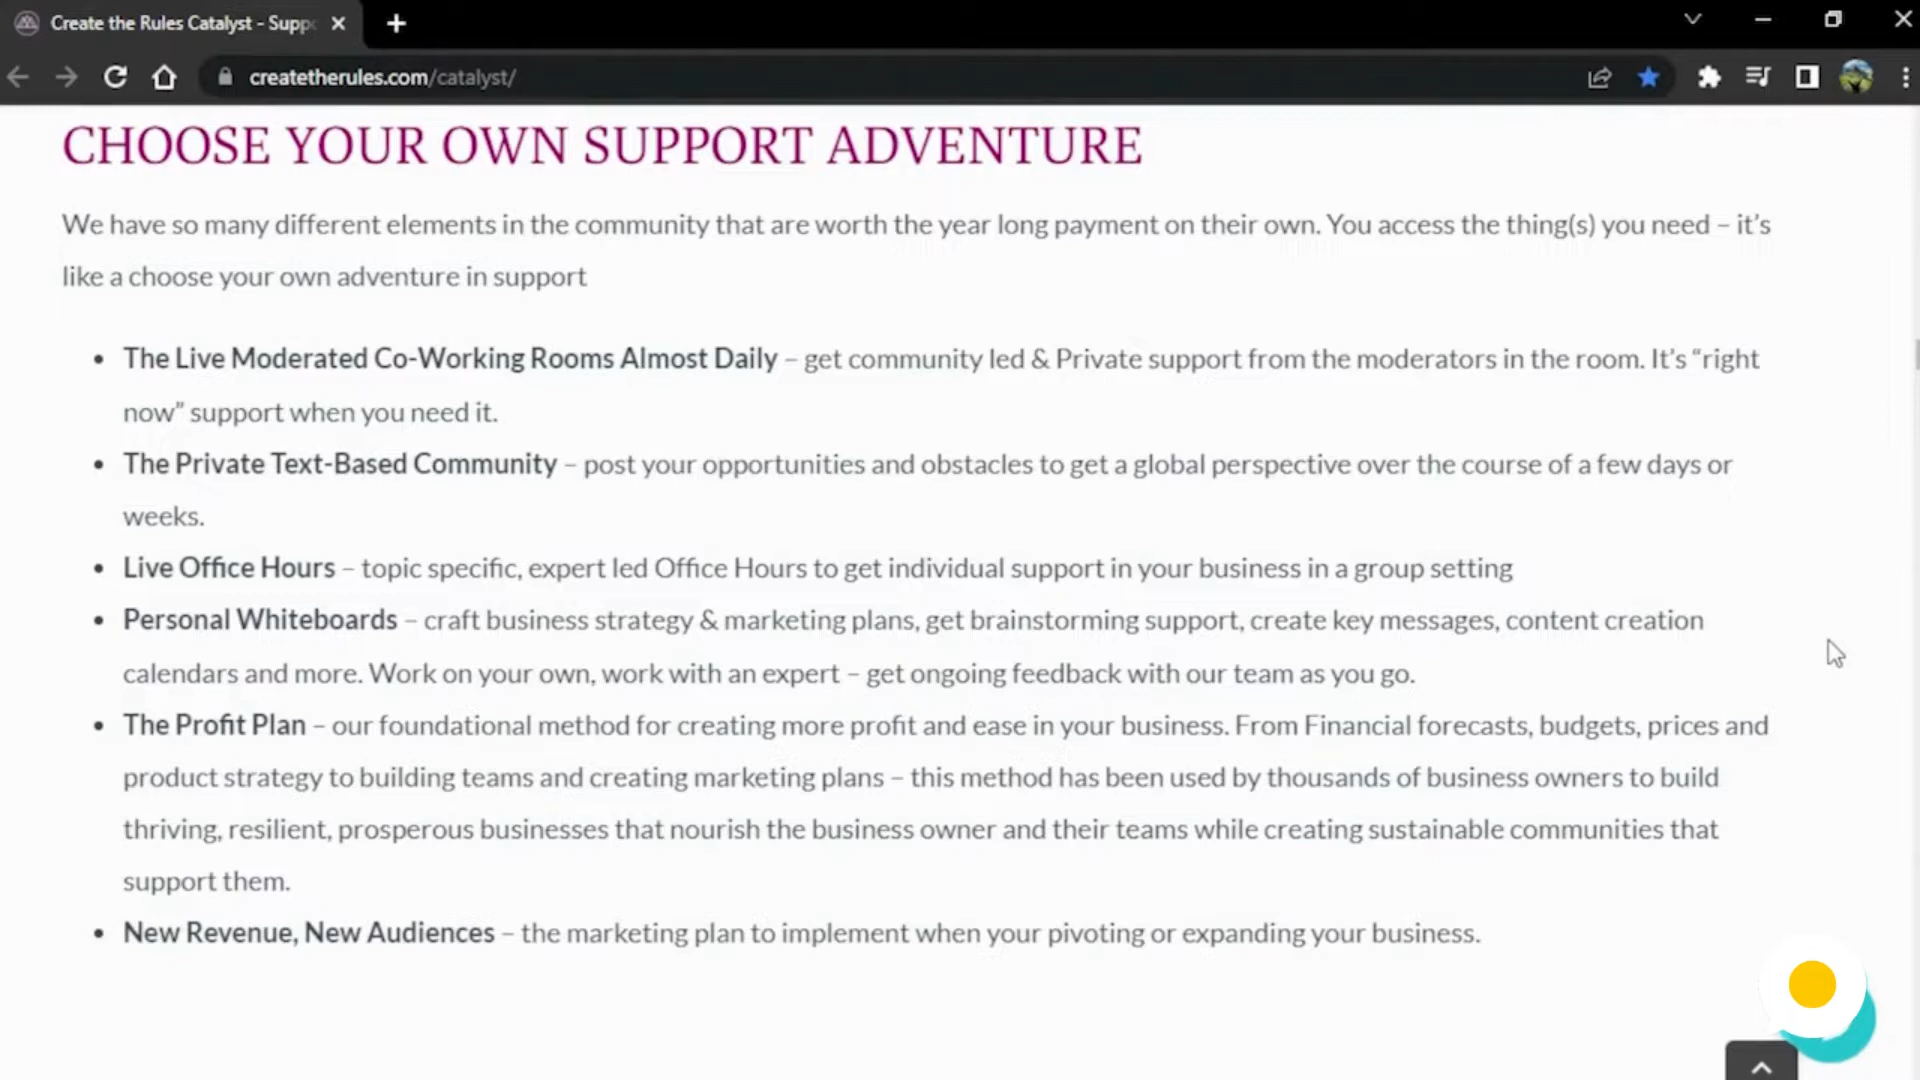 Create the Rules Catalyst - Supp
createtherules.com/catalyst/
CHOOSE YOUR OWN SUPPORT ADVENTURE
We have so many different elements in the community that are worth the year long payment on their own. You access the thing(s) you need – it’s
like a choose your own adventure in support
• The Live Moderated Co-Working Rooms Almost Daily – get community led & Private support from the moderators in the room. It’s “right
now” support when you need it.
• The Private Text-Based Community – post your opportunities and obstacles to get a global perspective over the course of a few days or
weeks.
• Live Office Hours – topic specific, expert led Office Hours to get individual support in your business in a group setting
• Personal Whiteboards – craft business strategy & marketing plans, get brainstorming support, create key messages, content creation
calendars and more. Work on your own, work with an expert – get ongoing feedback with our team as you go.
• The Profit Plan – our foundational method for creating more profit and ease in your business. From Financial forecasts, budgets, prices and
product strategy to building teams and creating marketing plans – this method has been used by thousands of business owners to build
thriving, resilient, prosperous businesses that nourish the business owner and their teams while creating sustainable communities that
support them.
• New Revenue, New Audiences – the marketing plan to implement when your pivoting or expanding your business.